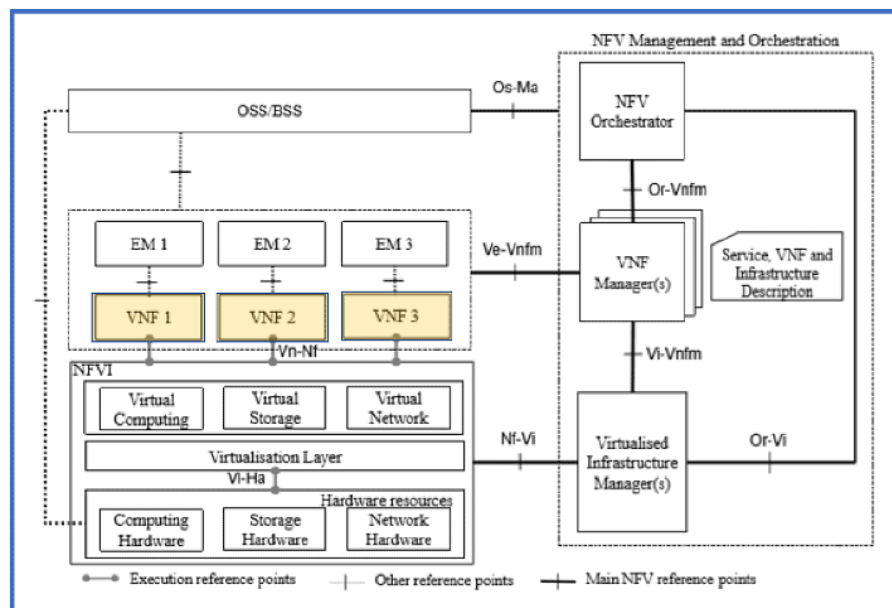 NFV Management and Orchestration
Os-Ma
OSS/BSS
NFV
Orchestrator
Or-Vnfm
EM 1
EM 2
EM 3
Ve-Vnfm
VNF
Manager(s)
Service, VNF and
Infrastructure
Description
VNF 1
VNF 2
VNF 3
Vn-Nf
Vi-Vnfm
NFVI
Virtual
Computing
Virtual
Storage
Virtual
Network
Nf-Vi
Virtualised
Infrastructure
Manager(s)
Or-Vi
Virtualisation Layer
Vl-Ha
Hardware resources
Computing
Hardware
Storage
Hardware
Network
Hardware
Execution reference points
Other reference points
Main NFV reference points